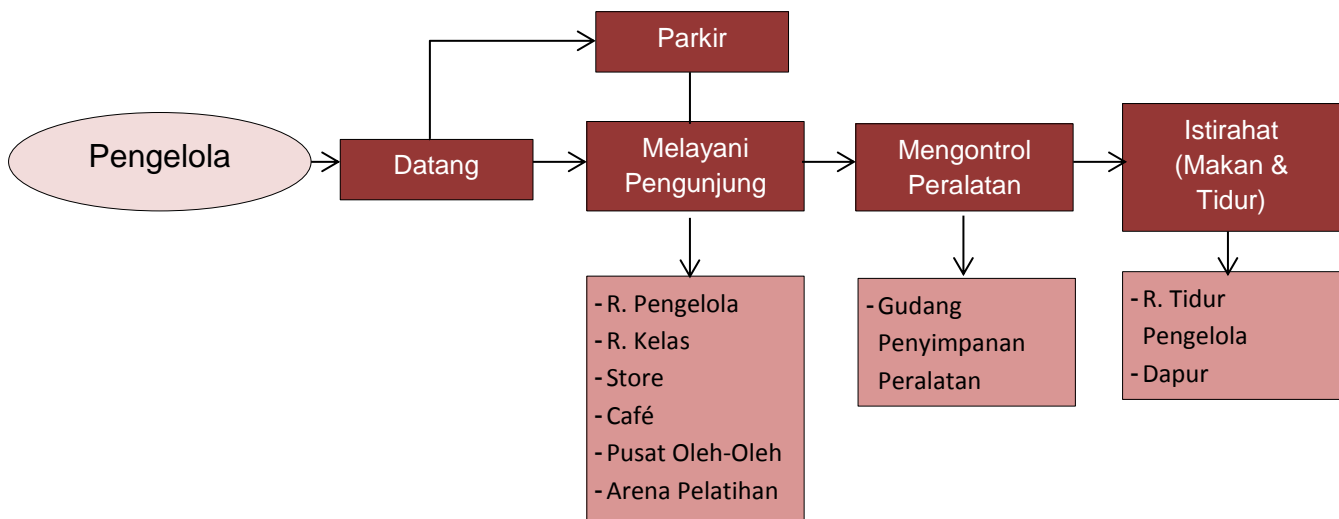 Parkir
Pengelola
Datang
Melayani
Pengunjung
Mengontrol
Peralatan
Istirahat
(Makan &
Tidur)
- R. Pengelola
- R. Kelas
- Store
- Café
- Pusat Oleh-Oleh
- Arena Pelatihan
- Gudang
Penyimpanan
Peralatan
- R. Tidur
Pengelola
- Dapur